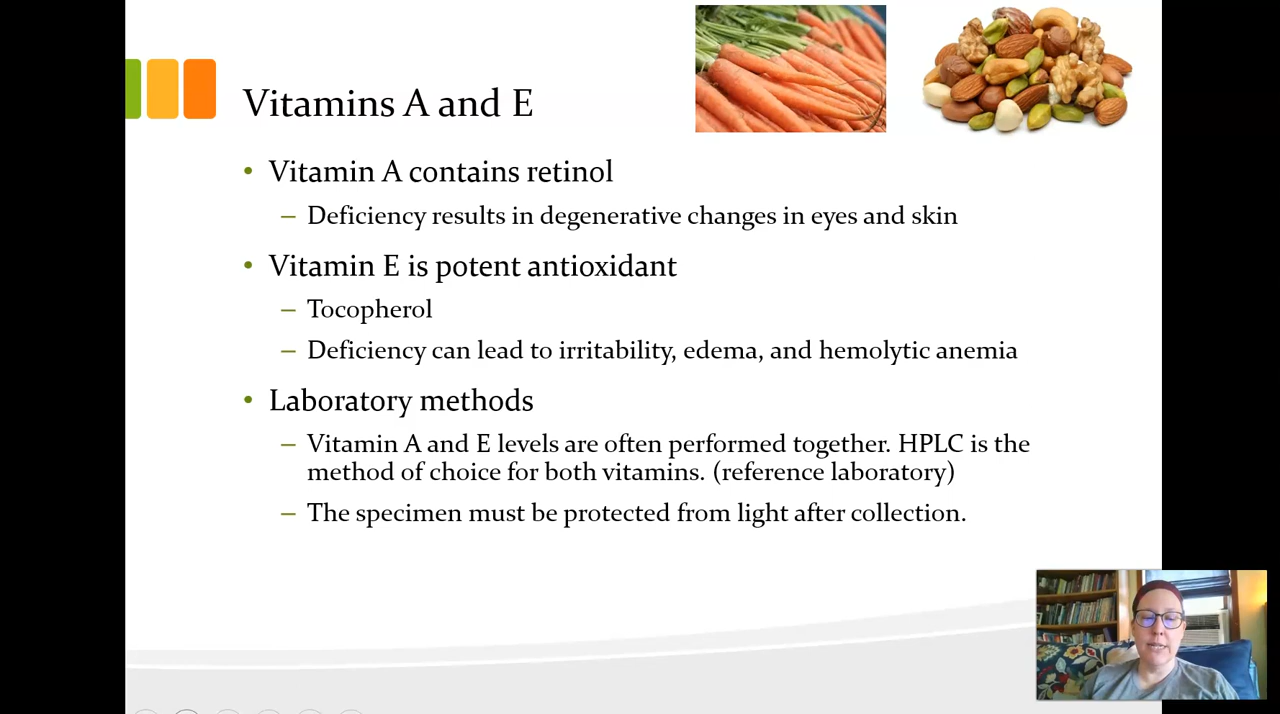 Vitamins A and E
• Vitamin A contains retinol
– Deficiency results in degenerative changes in eyes and skin
• Vitamin E is potent antioxidant
– Tocopherol
– Deficiency can lead to irritability, edema, and hemolytic anemia
• Laboratory methods
– Vitamin A and E levels are often performed together. HPLC is the
method of choice for both vitamins. (reference laboratory)
– The specimen must be protected from light after collection.